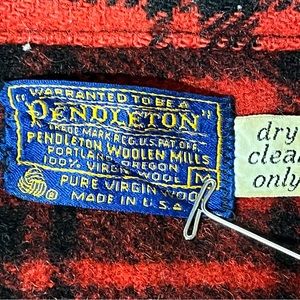 "WARRANTED TO BE A
PENDLETON"
TRADE MARK REG. U.S. PAT. OFF.
PENDLETON WOOLEN MILLS
PORTLAND, OREGON
100% VIRGIN WOOL
M
PURE VIRGIN WOOL
MADE IN U.S.A.
dry
clean
only